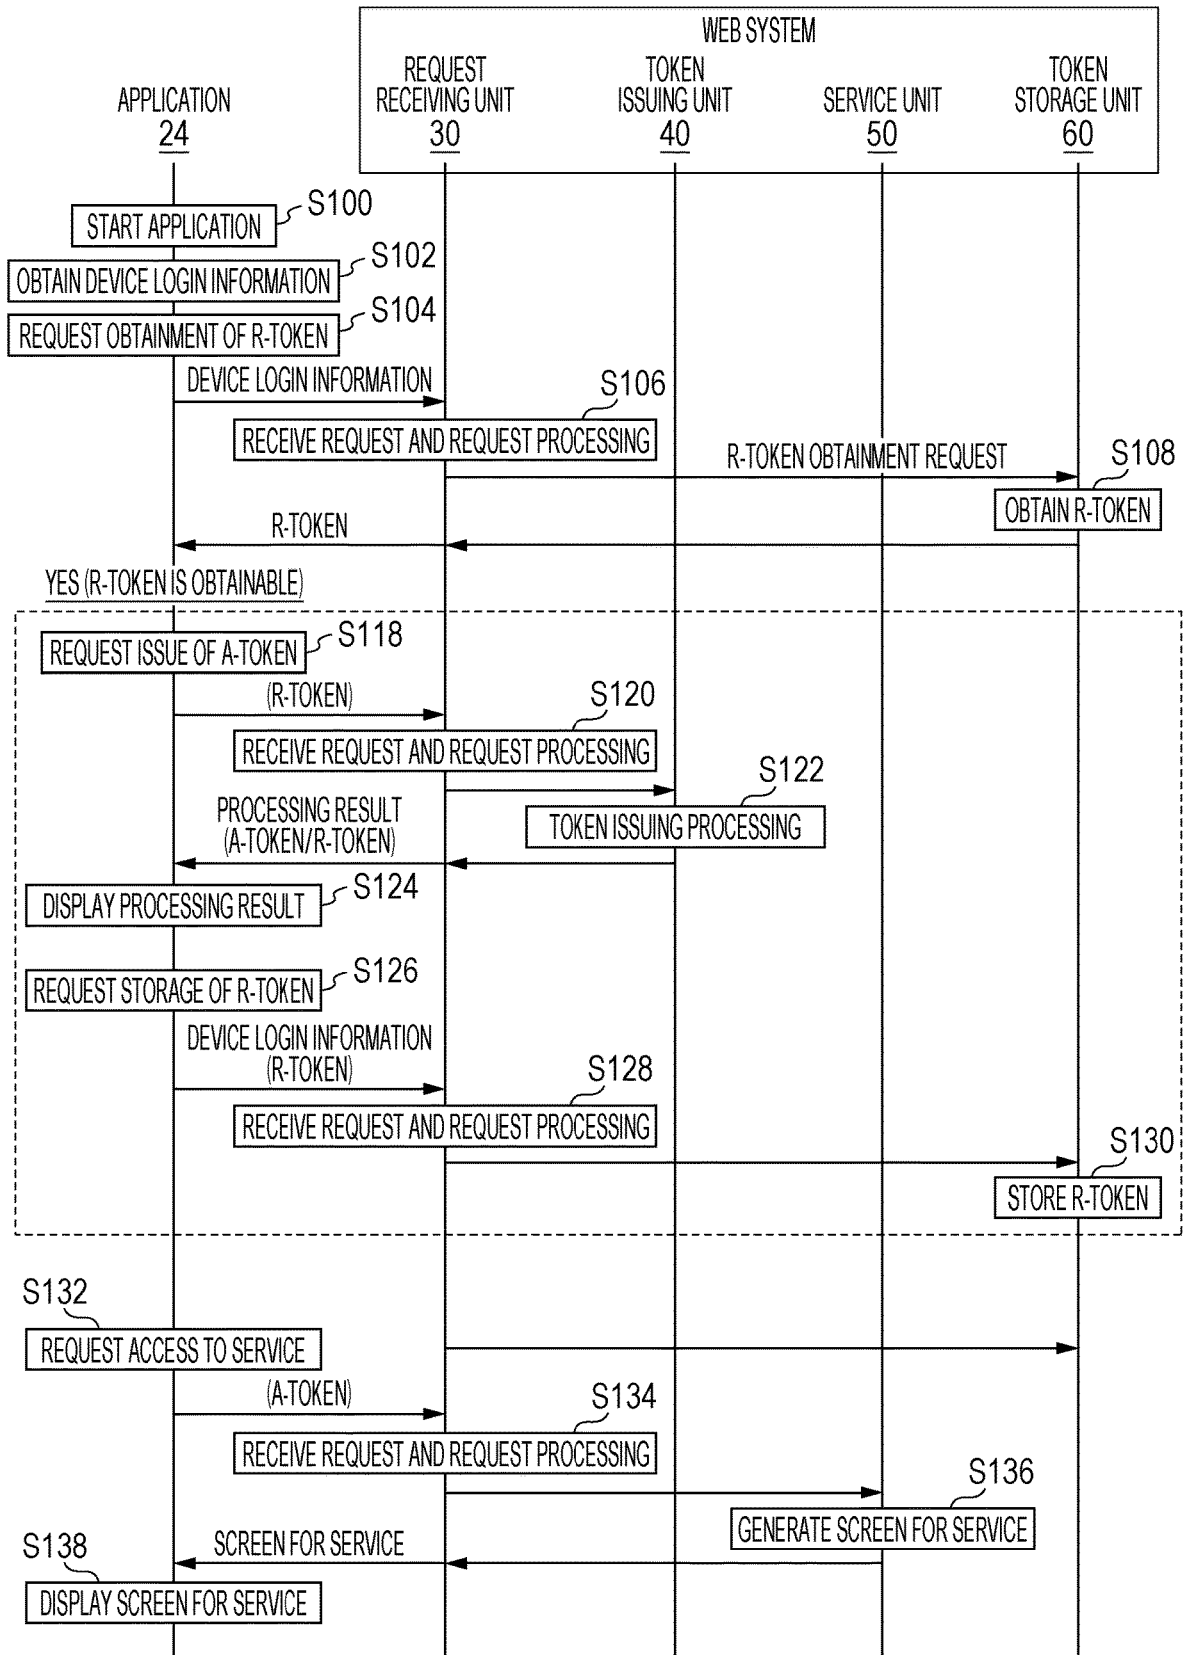 WEB SYSTEM
APPLICATION
24
REQUEST
RECEIVING UNIT
30
TOKEN
ISSUING UNIT
40
SERVICE UNIT
50
TOKEN
STORAGE UNIT
60
START APPLICATION
S100
OBTAIN DEVICE LOGIN INFORMATION
S102
REQUEST OBTAINMENT OF R-TOKEN
S104
DEVICE LOGIN INFORMATION
S106
RECEIVE REQUEST AND REQUEST PROCESSING
R-TOKEN OBTAINMENT REQUEST
S108
OBTAIN R-TOKEN
R-TOKEN
YES (R-TOKEN IS OBTAINABLE)
REQUEST ISSUE OF A-TOKEN
S118
(R-TOKEN)
S120
RECEIVE REQUEST AND REQUEST PROCESSING
S122
TOKEN ISSUING PROCESSING
PROCESSING RESULT
(A-TOKEN/R-TOKEN)
DISPLAY PROCESSING RESULT
S124
REQUEST STORAGE OF R-TOKEN
S126
DEVICE LOGIN INFORMATION
(R-TOKEN)
S128
RECEIVE REQUEST AND REQUEST PROCESSING
S130
STORE R-TOKEN
S132
REQUEST ACCESS TO SERVICE
(A-TOKEN)
S134
RECEIVE REQUEST AND REQUEST PROCESSING
S136
GENERATE SCREEN FOR SERVICE
SCREEN FOR SERVICE
S138
DISPLAY SCREEN FOR SERVICE